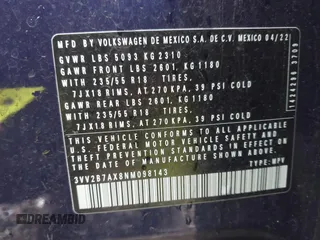 MFD BY VOLKSWAGEN DE MEXICO S.A. DE C.V. MEXICO 04/22
GVWR LBS 5093 KG 2310
GAWR FRONT LBS 2601, KG 1180
WITH 235/55 R18 TIRES,
7JX18 RIMS, AT 270 KPA, 39 PSI COLD
GAWR REAR LBS 2601, KG 1180
WITH 235/55 R18 TIRES,
7JX18 RIMS, AT 270 KPA, 39 PSI COLD
THIS VEHICLE CONFORMS TO ALL APPLICABLE
U.S. FEDERAL MOTOR VEHICLE SAFETY
STANDARDS IN EFFECT ON THE
DATE OF MANUFACTURE SHOWN ABOVE.
3VV2B7AX8NM098143
TYPE: MPV
DREAMBID